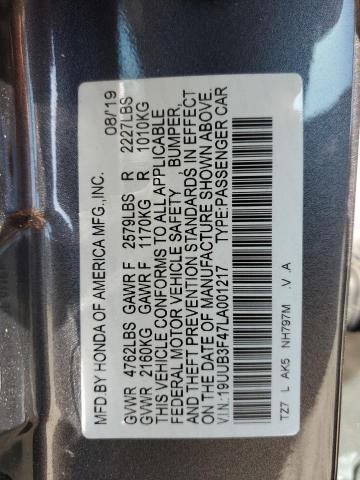 MFD.BY HONDA OF AMERICA MFG.,INC. 08/19
GVWR 4762LBS GAWR F 2579LBS R 2227LBS
GVWR 2160KG GAWR F 1170KG R 1010KG
THIS VEHICLE CONFORMS TO ALL APPLICABLE
FEDERAL MOTOR VEHICLE SAFETY BUMPER,
AND THEFT PREVENTION STANDARDS IN EFFECT
ON THE DATE OF MANUFACTURE SHOWN ABOVE.
V.I.N.:19UUB3F47LA001217 TYPE:PASSENGER CAR
TZ7 L AK5 NH797M V .A